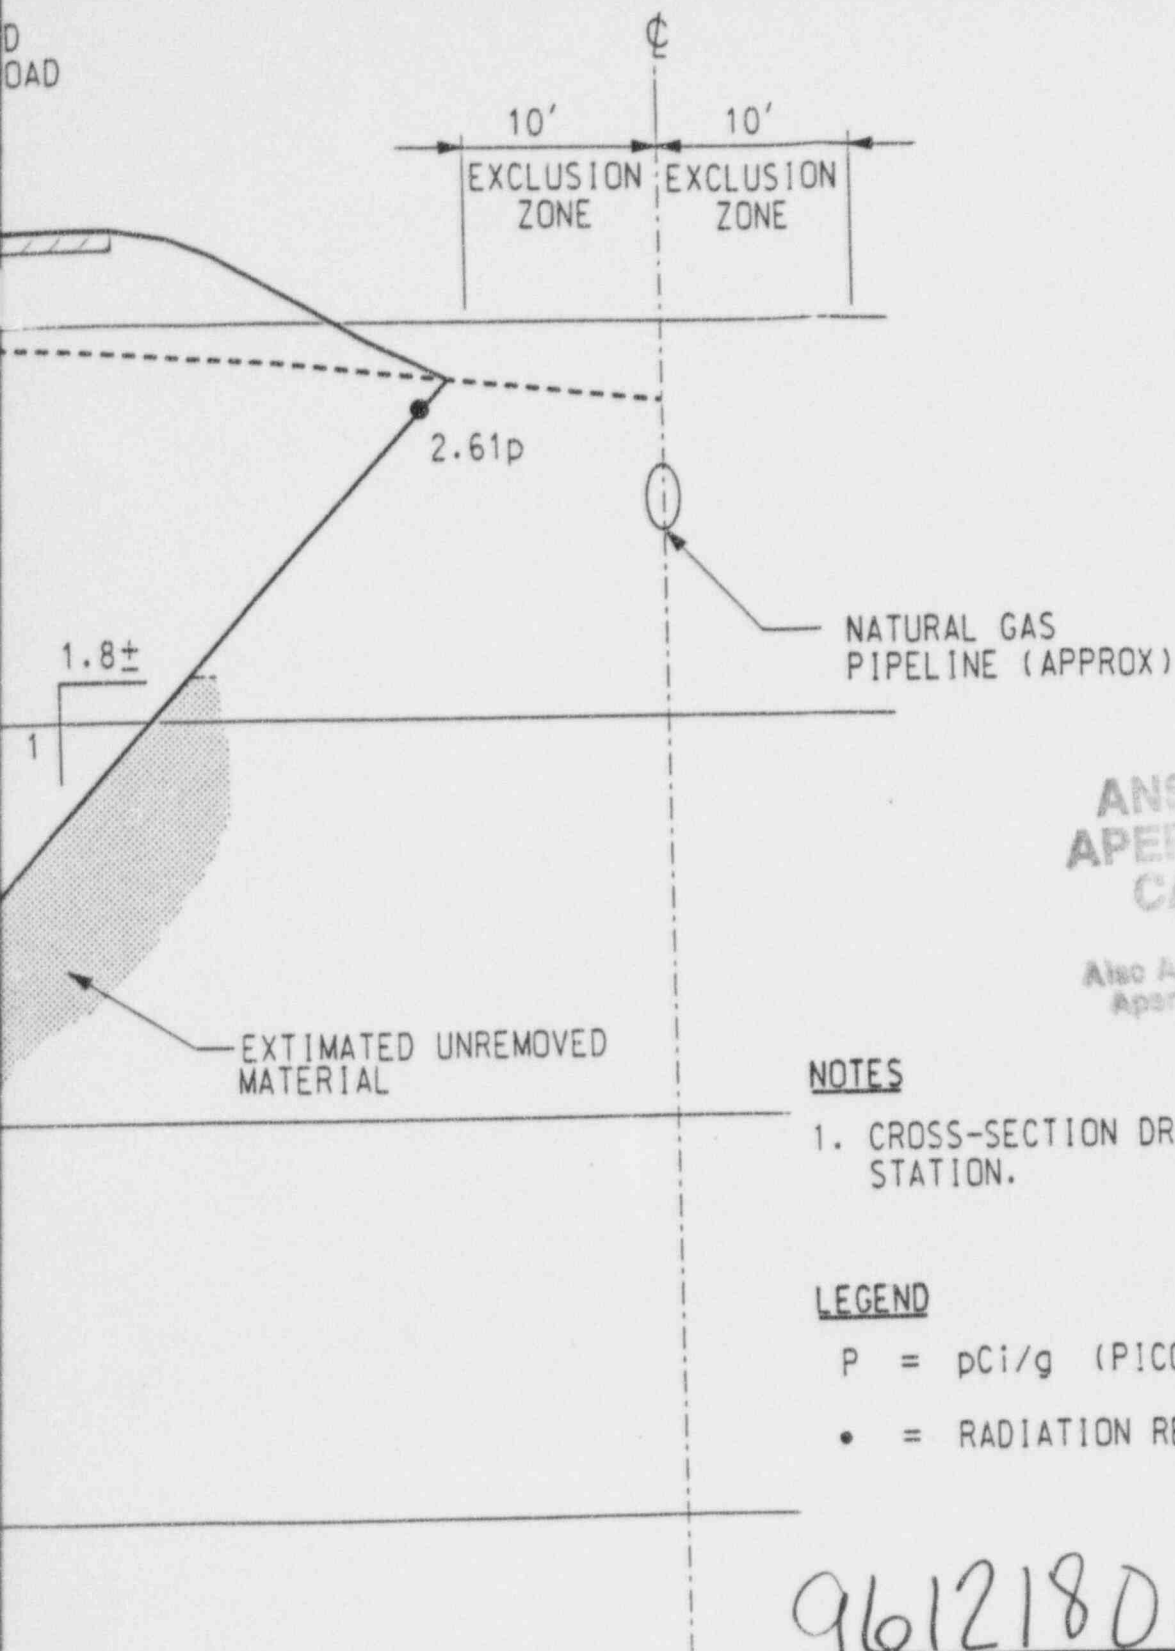 D
OAD
℄
10' 10'
EXCLUSION EXCLUSION
ZONE ZONE
2.61p
NATURAL GAS
PIPELINE (APPROX)
1.8±
1
EXTIMATED UNREMOVED
MATERIAL
NOTES
1. CROSS-SECTION DR
STATION.
LEGEND
P = pCi/g (PICO
• = RADIATION RE
9612180